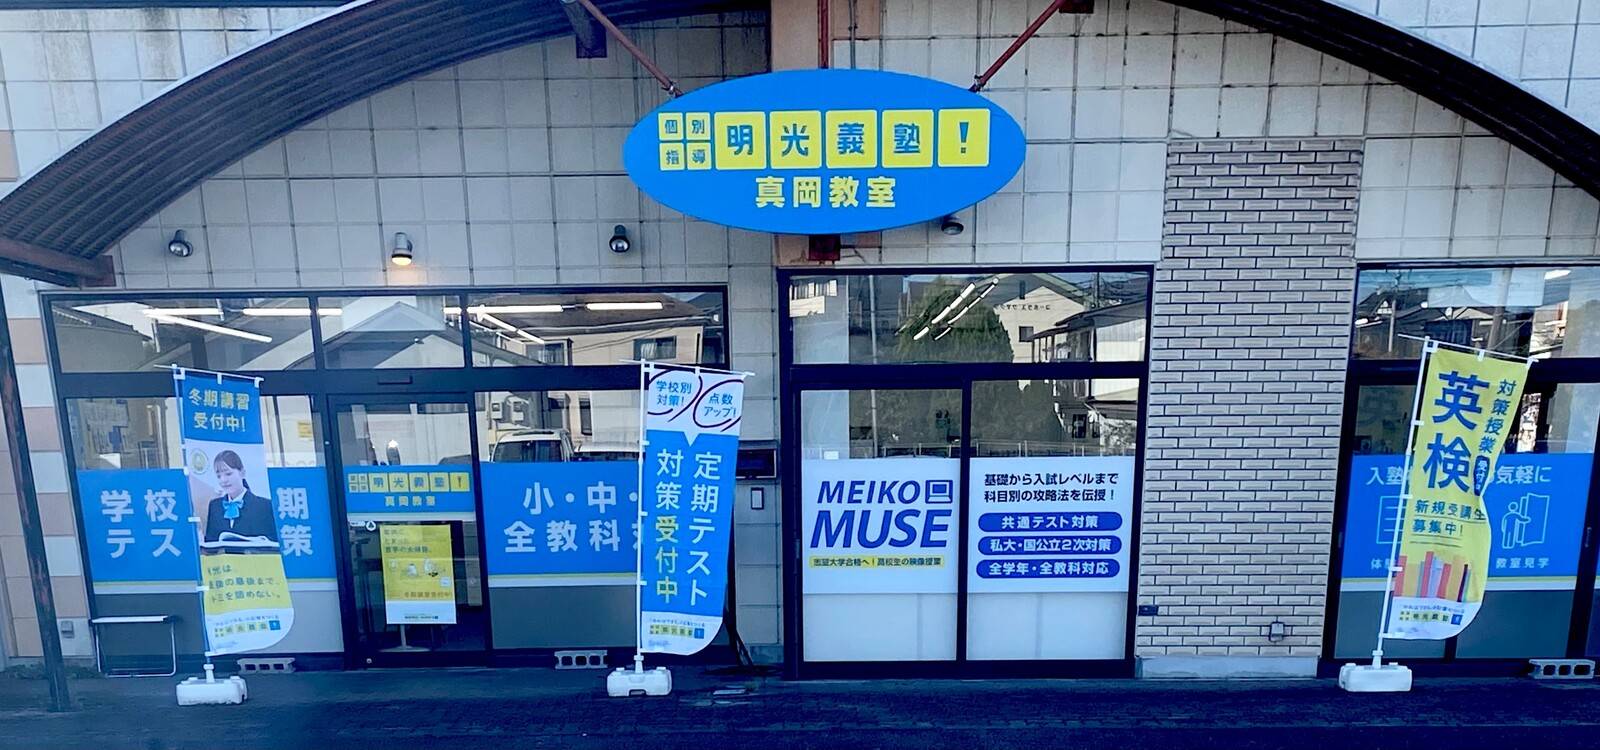 個別
指導
明光義塾!
真岡教室
冬期講習
受付中!
学校
テス
期
策
明光義塾!
真岡教室
小・中・
全教科対
学校別
対策!
点数
アップ!
定期テスト
対策受付中
MEIKO
MUSE
志望大学合格へ!高校生の映像授業
基礎から入試レベルまで
科目別の攻略法を伝授!
共通テスト対策
私大・国公立2次対策
全学年・全教科対応
英検
対策授業
受付中
新規受講生
募集中!
明光義塾!
入塾
気軽に
体
教室見学